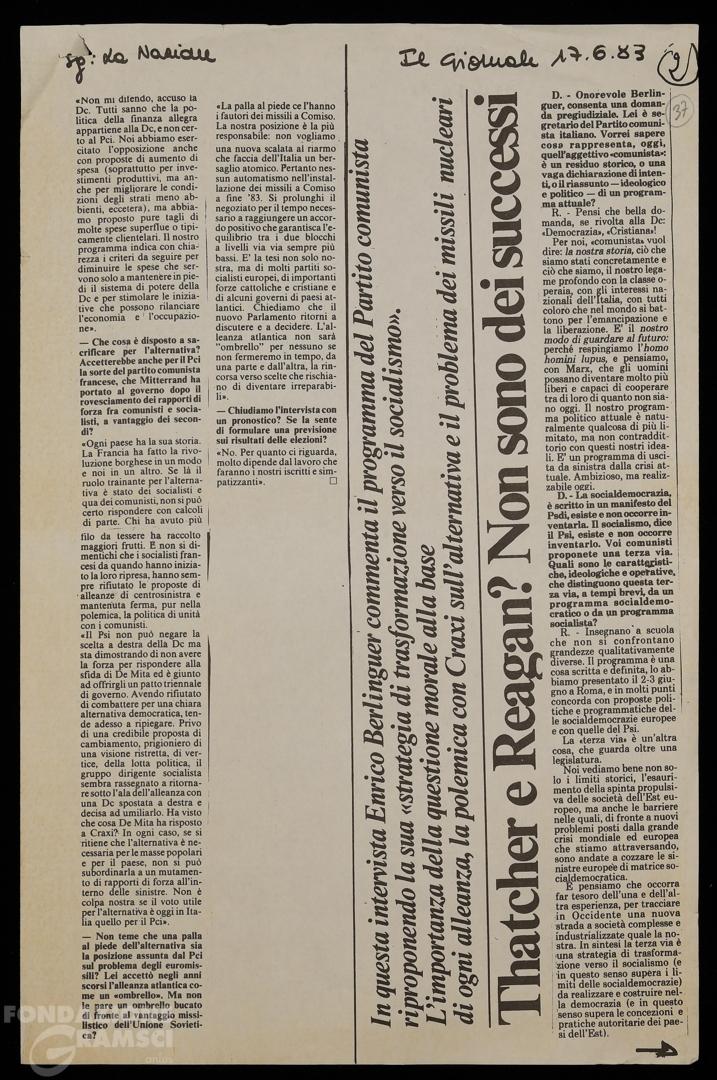 sg: La Nazione
Il Giornale 17.6.83
2
37
«Non mi difendo, accuso la
Dc. Tutti sanno che la po-
litica della finanza allegra
appartiene alla Dc, e non cer-
to al Pci. Noi abbiamo eser-
citato l'opposizione anche
con proposte di aumento di
spesa (soprattutto per inve-
stimenti produttivi, ma an-
che per migliorare le condi-
zioni degli strati meno ab-
bienti, eccetera), ma abbia-
mo proposto pure tagli di
molte spese superflue o tipi-
camente clientelari. Il nostro
programma indica con chia-
rezza i criteri da seguire per
diminuire le spese che ser-
vono solo a mantenere in pie-
di il sistema di potere della
Dc e per stimolare le inizia-
tive che possono rilanciare
l'economia e l'occupazio-
ne».
— Che cosa è disposto a sa-
crificare per l'alternativa?
Accetterebbe anche per il Pci
la sorte del partito comunista
francese, che Mitterrand ha
portato al governo dopo il
rovesciamento dei rapporti di
forza fra comunisti e socia-
listi, a vantaggio dei secon-
di?
«Ogni paese ha la sua storia.
La Francia ha fatto la rivo-
luzione borghese in un modo
e noi in un altro. Se là il
ruolo trainante per l'alterna-
tiva è stato dei socialisti e
qua dei comunisti, non si può
certo rispondere con calcoli
di parte. Chi ha avuto più
filo da tessere ha raccolto
maggiori frutti. E non si di-
mentichi che i socialisti fran-
cesi da quando hanno inizia-
to la loro ripresa, hanno sem-
pre rifiutato le proposte di
alleanze di centrosinistra e
mantenuta ferma, pur nella
polemica, la politica di unità
con i comunisti.
«Il Psi non può negare la
scelta a destra della Dc ma
sta dimostrando di non avere
la forza per rispondere alla
sfida di De Mita ed è giunto
ad offrirgli un patto triennale
di governo. Avendo rifiutato
di combattere per una chiara
alternativa democratica, ten-
de adesso a ripiegare. Privo
di una credibile proposta di
cambiamento, prigioniero di
una visione ristretta, di ver-
tice, della lotta politica, il
gruppo dirigente socialista
sembra rassegnato a ritorna-
re sotto l'ala dell'alleanza con
una Dc spostata a destra e
decisa ad umiliarlo. Ha visto
che cosa De Mita ha risposto
a Craxi? In ogni caso, se si
ritiene che l'alternativa è ne-
cessaria per le masse popolari
e per il paese, non si può
subordinarla a un mutamen-
to di rapporti di forza all'in-
terno delle sinistre. Non è
colpa nostra se il voto utile
per l'alternativa è oggi in Ita-
lia quello per il Pci».
— Non teme che una palla
al piede dell'alternativa sia
la posizione assunta dal Pci
sul problema degli euromis-
sili? Lei accettò negli anni
scorsi l'alleanza atlantica co-
me un «ombrello». Ma non
le pare un ombrello bucato
di fronte al vantaggio missi-
listico dell'Unione Sovieti-
ca?
«La palla al piede ce l'hanno
i fautori dei missili a Comiso.
La nostra posizione è la più
responsabile: non vogliamo
una nuova scalata al riarmo
che faccia dell'Italia un ber-
saglio atomico. Pertanto nes-
sun automatismo nell'instal-
lazione dei missili a Comiso
a fine '83. Si prolunghi il
negoziato per il tempo neces-
sario a raggiungere un accor-
do positivo che garantisca l'e-
quilibrio tra i due blocchi
a livelli via via sempre più
bassi. E' la tesi non solo no-
stra, ma di molti partiti so-
cialisti europei, di importanti
forze cattoliche e cristiane e
di alcuni governi di paesi atl-
antici. Chiediamo che il
nuovo Parlamento ritorni a
discutere e a decidere. L'al-
leanza atlantica non sarà
"ombrello" per nessuno se
non fermeremo in tempo, da
una parte e dall'altra, la rin-
corsa verso scelte che rischia-
no di diventare irreparabi-
li».
— Chiudiamo l'intervista con
un pronostico? Se la sente
di formulare una previsione
sui risultati delle elezioni?
«No. Per quanto ci riguarda,
molto dipende dal lavoro che
faranno i nostri iscritti e sim-
patizzanti».
In questa intervista Enrico Berlinguer commenta il programma del Partito comunista
riproponendo la sua «strategia di trasformazione verso il socialismo».
L'importanza della questione morale alla base
di ogni alleanza, la polemica con Craxi sull'alternativa e il problema dei missili nucleari
Thatcher e Reagan? Non sono dei successi
D. - Onorevole Berlin-
guer, consenta una doman-
da pregiudiziale. Lei è se-
gretario del Partito comuni-
sta italiano. Vorrei sapere
cosa rappresenta, oggi,
quell'aggettivo «comunista»:
è un residuo storico, o una
vaga dichiarazione di inten-
ti, o il riassunto — ideologico
e politico — di un program-
ma attuale?
R. - Pensi che bella do-
manda, se rivolta alla Dc:
«Democrazia», «Cristiana»!
Per noi, «comunista» vuol
dire: la nostra storia, ciò che
siamo stati concretamente e
ciò che siamo, il nostro lega-
me profondo con la classe o-
peraia, con gli interessi na-
zionali dell'Italia, con tutti
coloro che nel mondo si bat-
tono per l'emancipazione e
la liberazione. E' il nostro
modo di guardare al futuro:
perché respingiamo l'homo
homini lupus, e pensiamo,
con Marx, che gli uomini
possano diventare molto più
liberi e capaci di cooperare
tra di loro di quanto non sia-
no oggi. Il nostro program-
ma politico attuale è natu-
ralmente qualcosa di più li-
mitato, ma non contradditt-
orio con questi nostri idea-
li. E' un programma di usci-
ta da sinistra dalla crisi at-
tuale. Ambizioso, ma realiz-
zabile oggi.
D. - La socialdemocrazia,
è scritto in un manifesto del
Psdi, esiste e non occorre in-
ventarla. Il socialismo, dice
il Psi, esiste e non occorre
inventarlo. Voi comunisti
proponete una terza via.
Quali sono le caratteristi-
che, ideologiche e operative,
che distinguono questa ter-
za via, a tempi brevi, da un
programma socialdemo-
cratico o da un programma
socialista?
R. - Insegnano a scuola
che non si confrontano
grandezze qualitativamente
diverse. Il programma è una
cosa scritta e definita, lo ab-
biamo presentato il 2-3 giu-
gno a Roma, e in molti punti
concorda con proposte poli-
tiche e programmatiche del-
le socialdemocrazie europee
e con quelle del Psi.
La «terza via» è un'altra
cosa, che guarda oltre una
legislatura.
Noi vediamo bene non so-
lo i limiti storici, l'esauri-
mento della spinta propulsi-
va delle società dell'Est eu-
ropeo, ma anche le barriere
nelle quali, di fronte a nuovi
problemi posti dalla grande
crisi mondiale ed europea
che stiamo attraversando,
sono andate a cozzare le si-
nistre europee di matrice so-
cialdemocratica.
E pensiamo che occorra
far tesoro dell'una e dell'al-
tra esperienza, per tracciare
in Occidente una nuova
strada a società complesse e
industrializzate quale la no-
stra. In sintesi la terza via è
una strategia di trasforma-
zione verso il socialismo (e
in questo senso supera i li-
miti delle socialdemocrazie)
da realizzare e costruire nel-
la democrazia (e in questo
senso supera le concezioni e
pratiche autoritarie dei pae-
si dell'Est).
FONDAZIONE
GRAMSCI